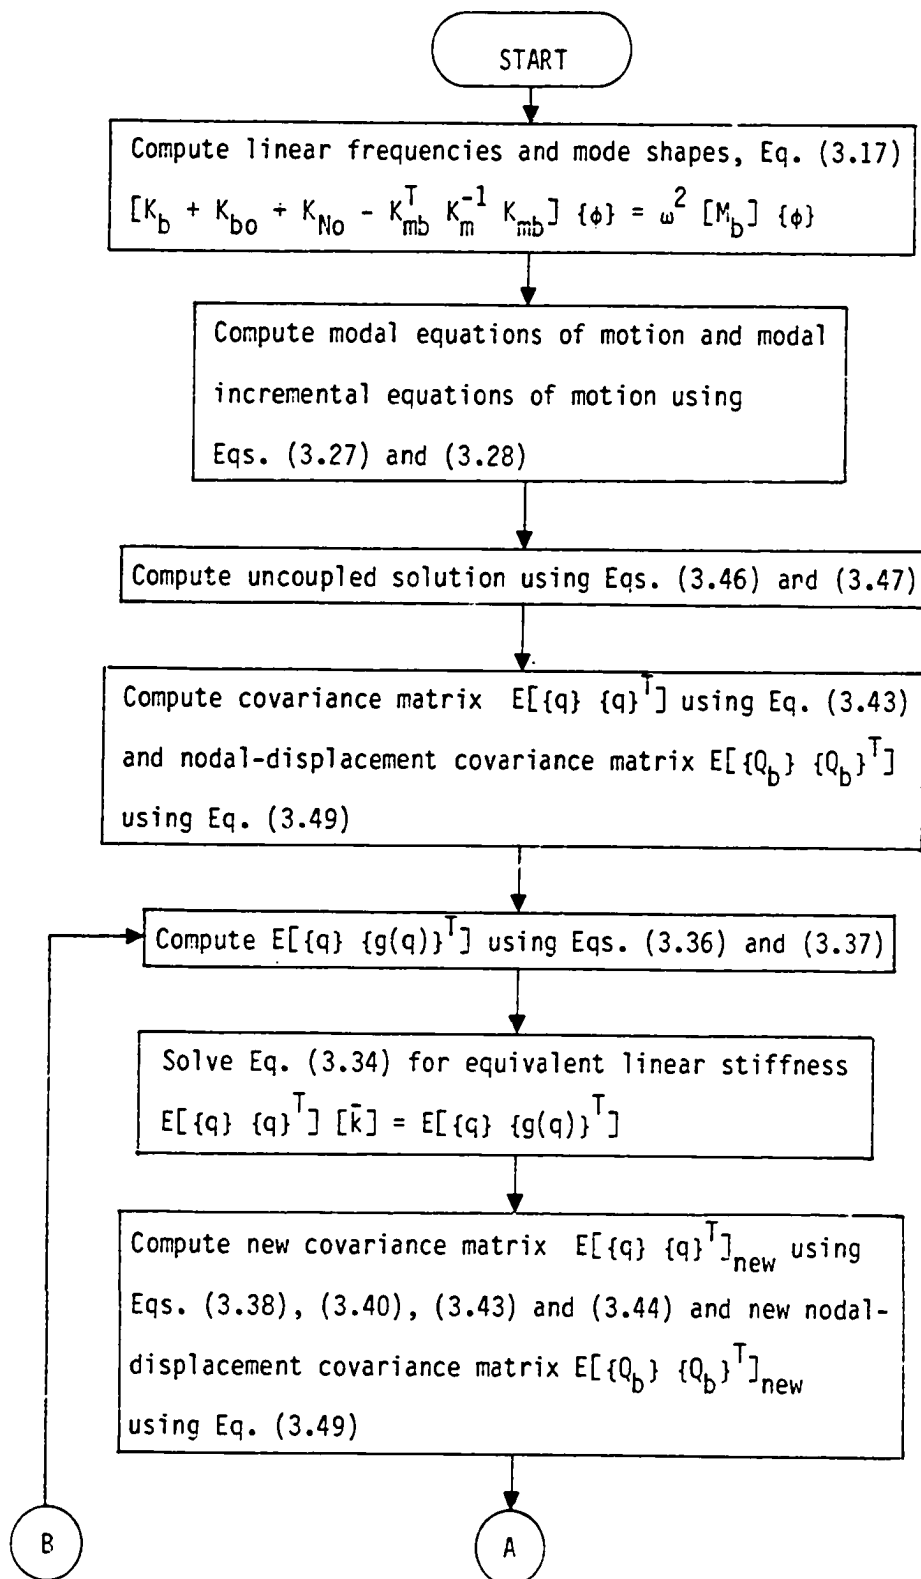 START
Compute linear frequencies and mode shapes, Eq. (3.17)
[K_b + K_bo + K_No - K_mb^T K_m^-1 K_mb] {ϕ} = ω^2 [M_b] {ϕ}
Compute modal equations of motion and modal
incremental equations of motion using
Eqs. (3.27) and (3.28)
Compute uncoupled solution using Eqs. (3.46) and (3.47)
Compute covariance matrix E[{q} {q}^T] using Eq. (3.43)
and nodal-displacement covariance matrix E[{Q_b} {Q_b}^T]
using Eq. (3.49)
Compute E[{q} {g(q)}^T] using Eqs. (3.36) and (3.37)
Solve Eq. (3.34) for equivalent linear stiffness
E[{q} {q}^T] [k̄] = E[{q} {g(q)}^T]
Compute new covariance matrix E[{q} {q}^T]_new using
Eqs. (3.38), (3.40), (3.43) and (3.44) and new nodal-
displacement covariance matrix E[{Q_b} {Q_b}^T]_new
using Eq. (3.49)
B
A